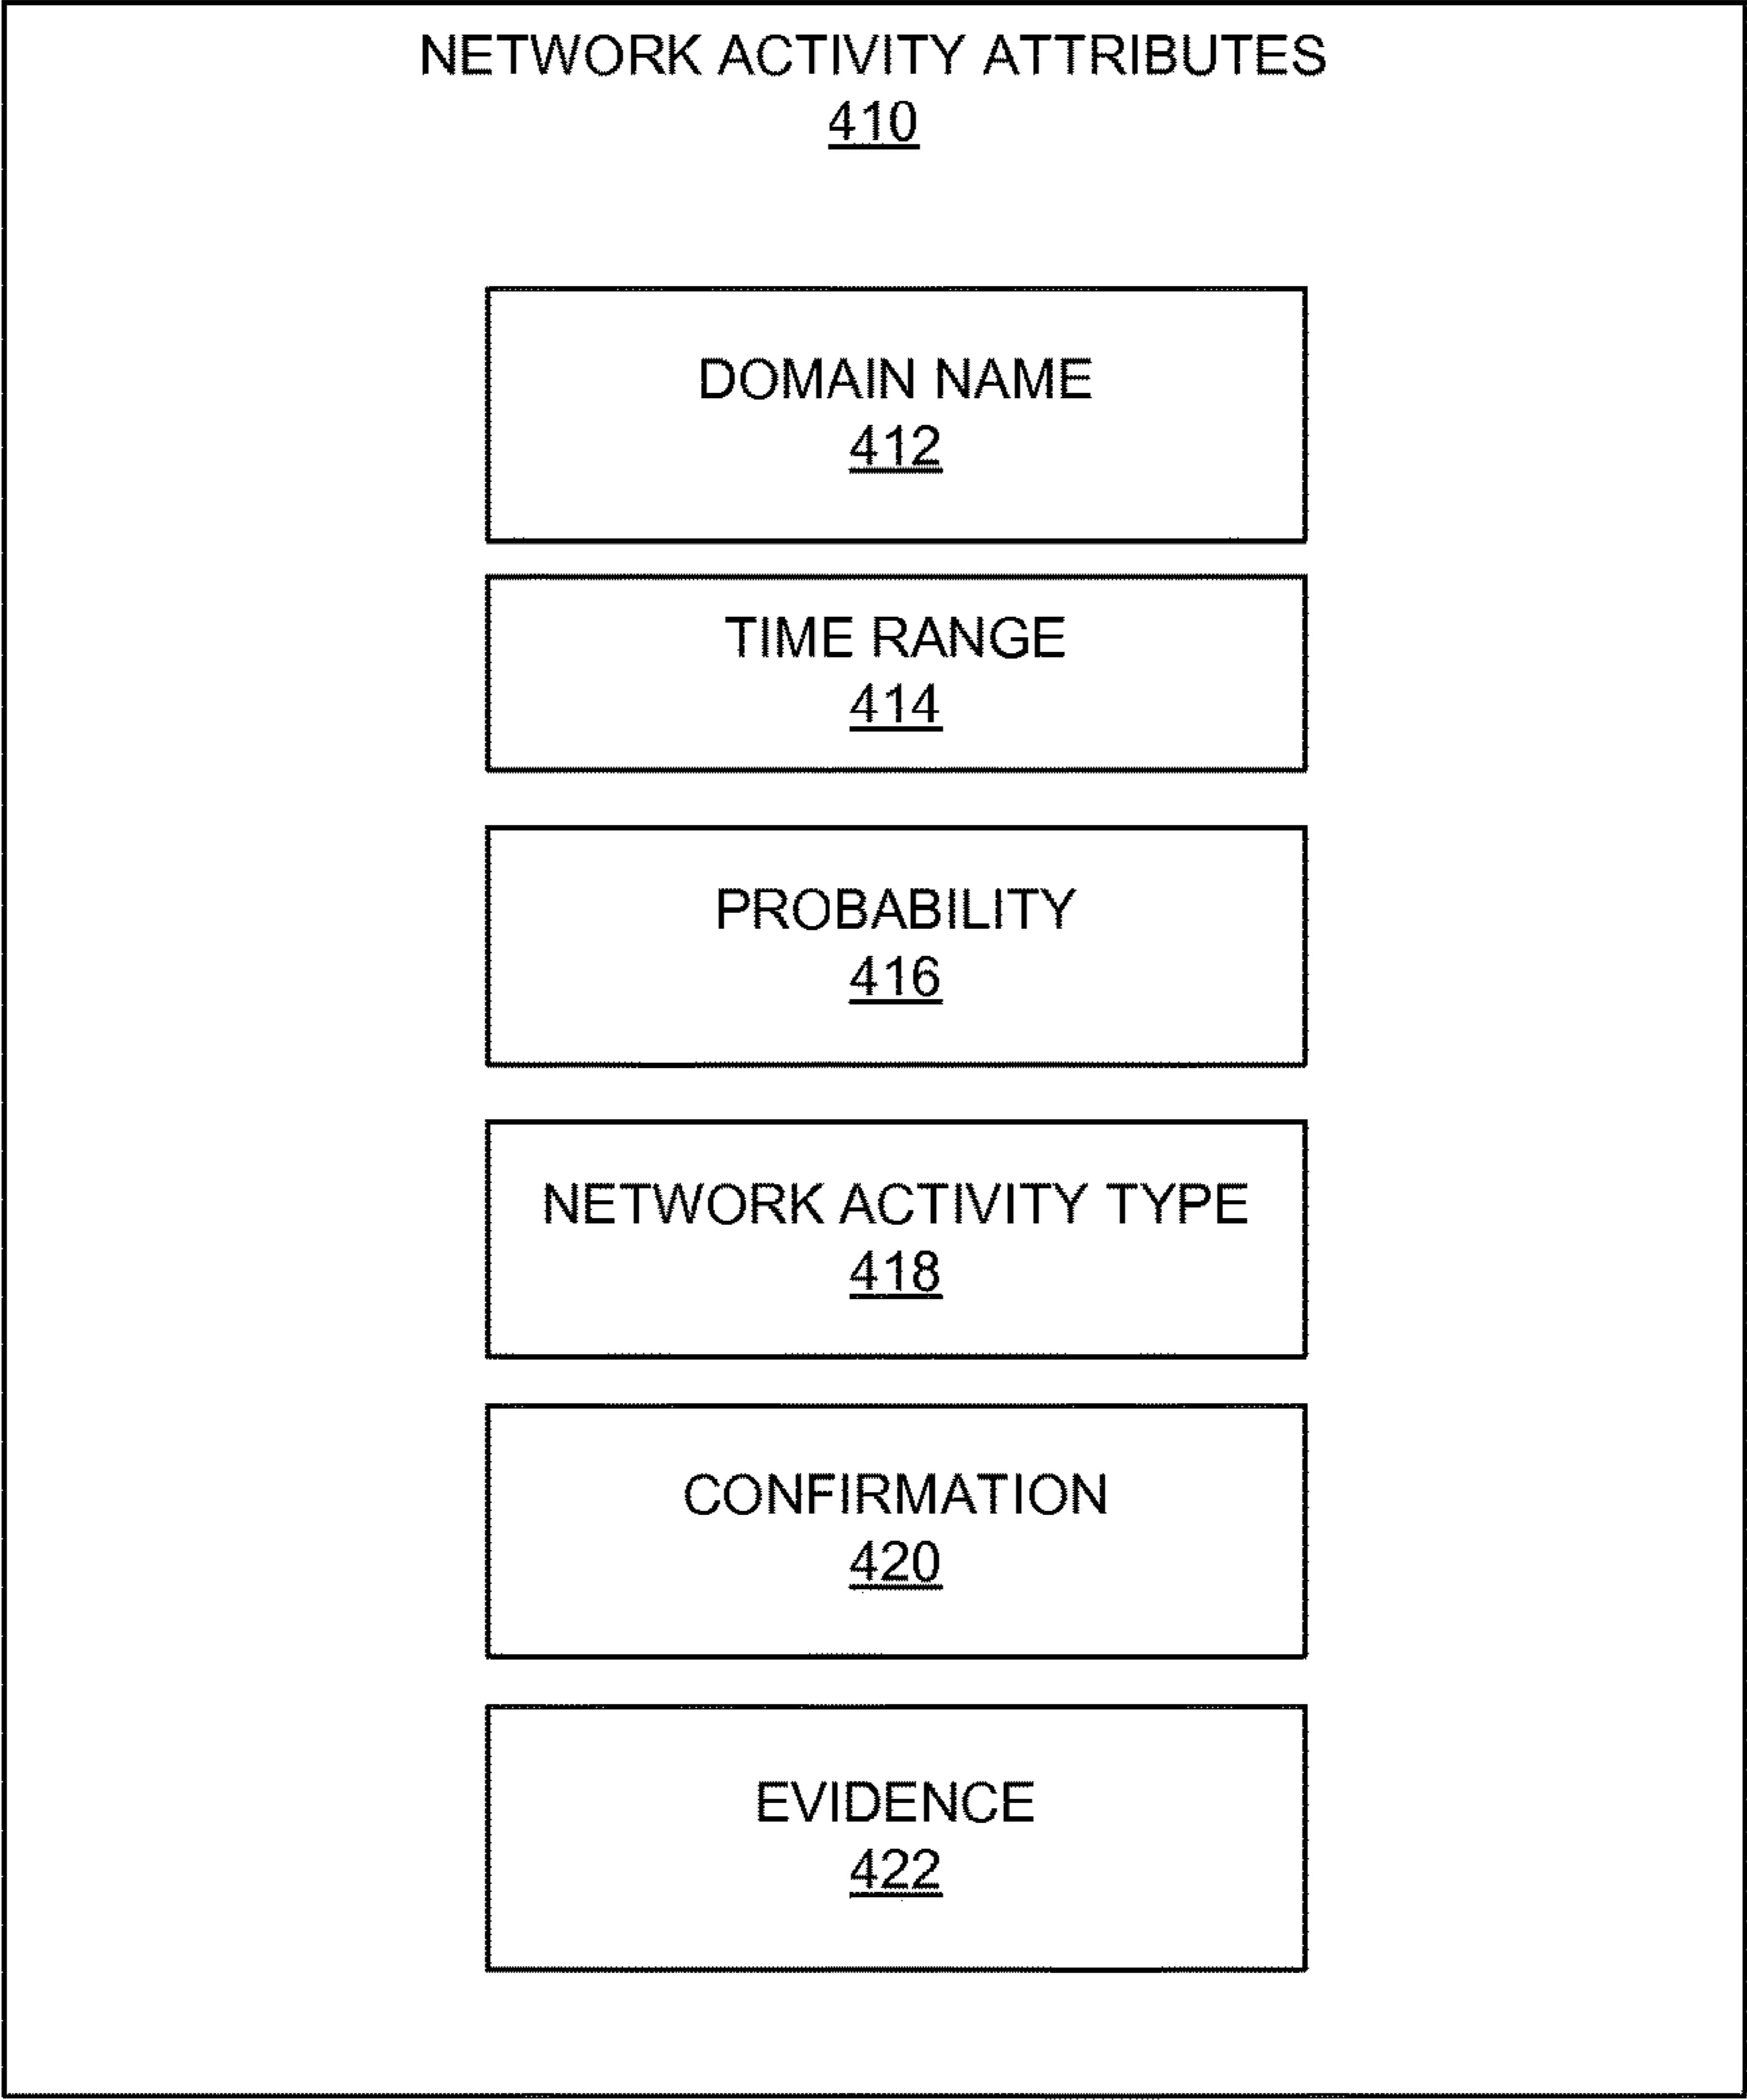 NETWORK ACTIVITY ATTRIBUTES
410
DOMAIN NAME
412
TIME RANGE
414
PROBABILITY
416
NETWORK ACTIVITY TYPE
418
CONFIRMATION
420
EVIDENCE
422